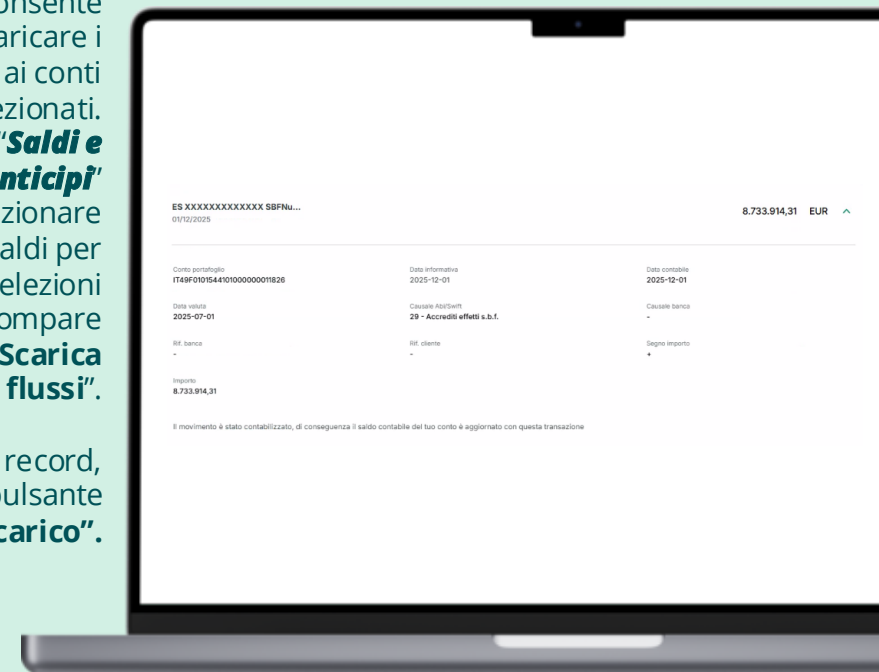 onsente
aricare i
ai conti
ezionati.
"Saldi e
nticipi"
zionare
aldi per
elezioni
ompare
Scarica
flussi".
record,
oulsante
carico".
ES XXXXXXXXXXXXX SBFNu...
01/12/2025
8.733.914,31 EUR
Conto portafoglio
IT49F0101544101000000011826
Data informativa
2025-12-01
Data contabile
2025-12-01
Data valuta
2025-07-01
Causale Abi/Swift
29 - Accrediti effetti s.b.f.
Causale banca
-
Rif. banca
-
Rif. cliente
-
Segno importo
+
Importo
8.733.914,31
Il movimento è stato contabilizzato, di conseguenza il saldo contabile del tuo conto è aggiornato con questa transazione